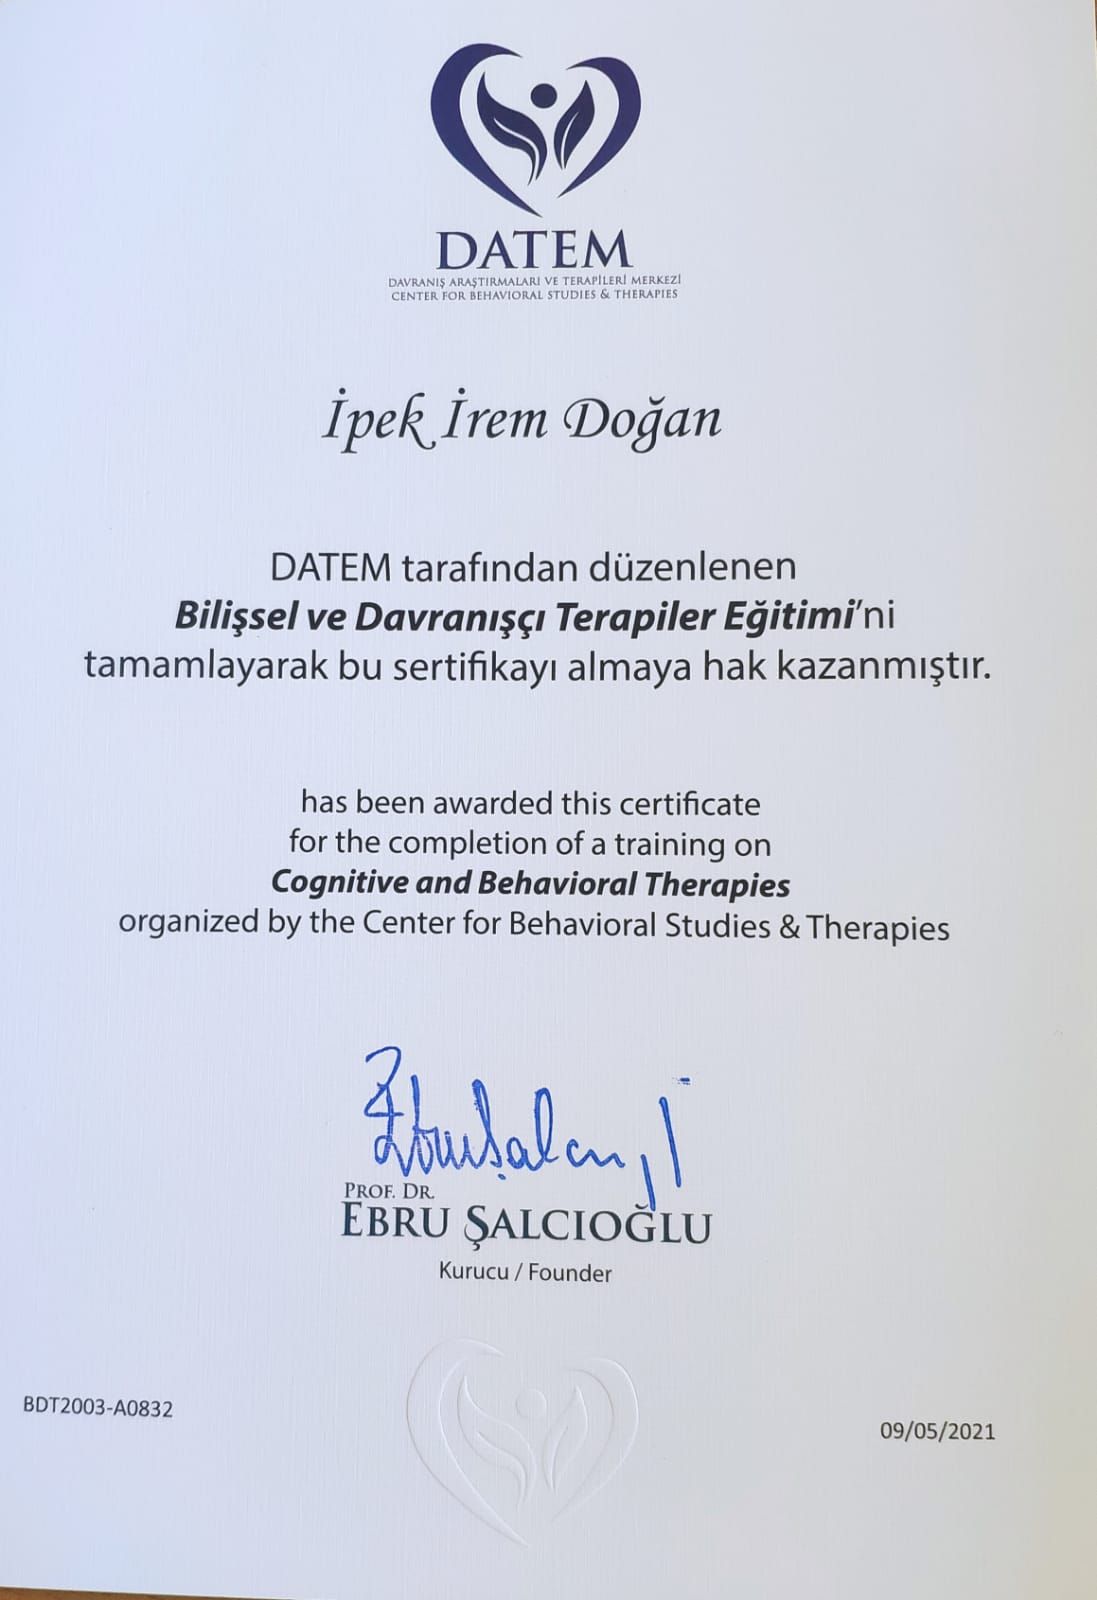 DATEM
DAVRANIŞ ARAŞTIRMALARI VE TERAPİLERİ MERKEZİ
CENTER FOR BEHAVIORAL STUDIES & THERAPIES
İpek İrem Doğan
DATEM tarafından düzenlenen
Bilişsel ve Davranışçı Terapiler Eğitimi'ni
tamamlayarak bu sertifikayı almaya hak kazanmıştır.
has been awarded this certificate
for the completion of a training on
Cognitive and Behavioral Therapies
organized by the Center for Behavioral Studies & Therapies
PROF. DR.
EBRU ŞALCIOĞLU
Kurucu / Founder
BDT2003-A0832
09/05/2021